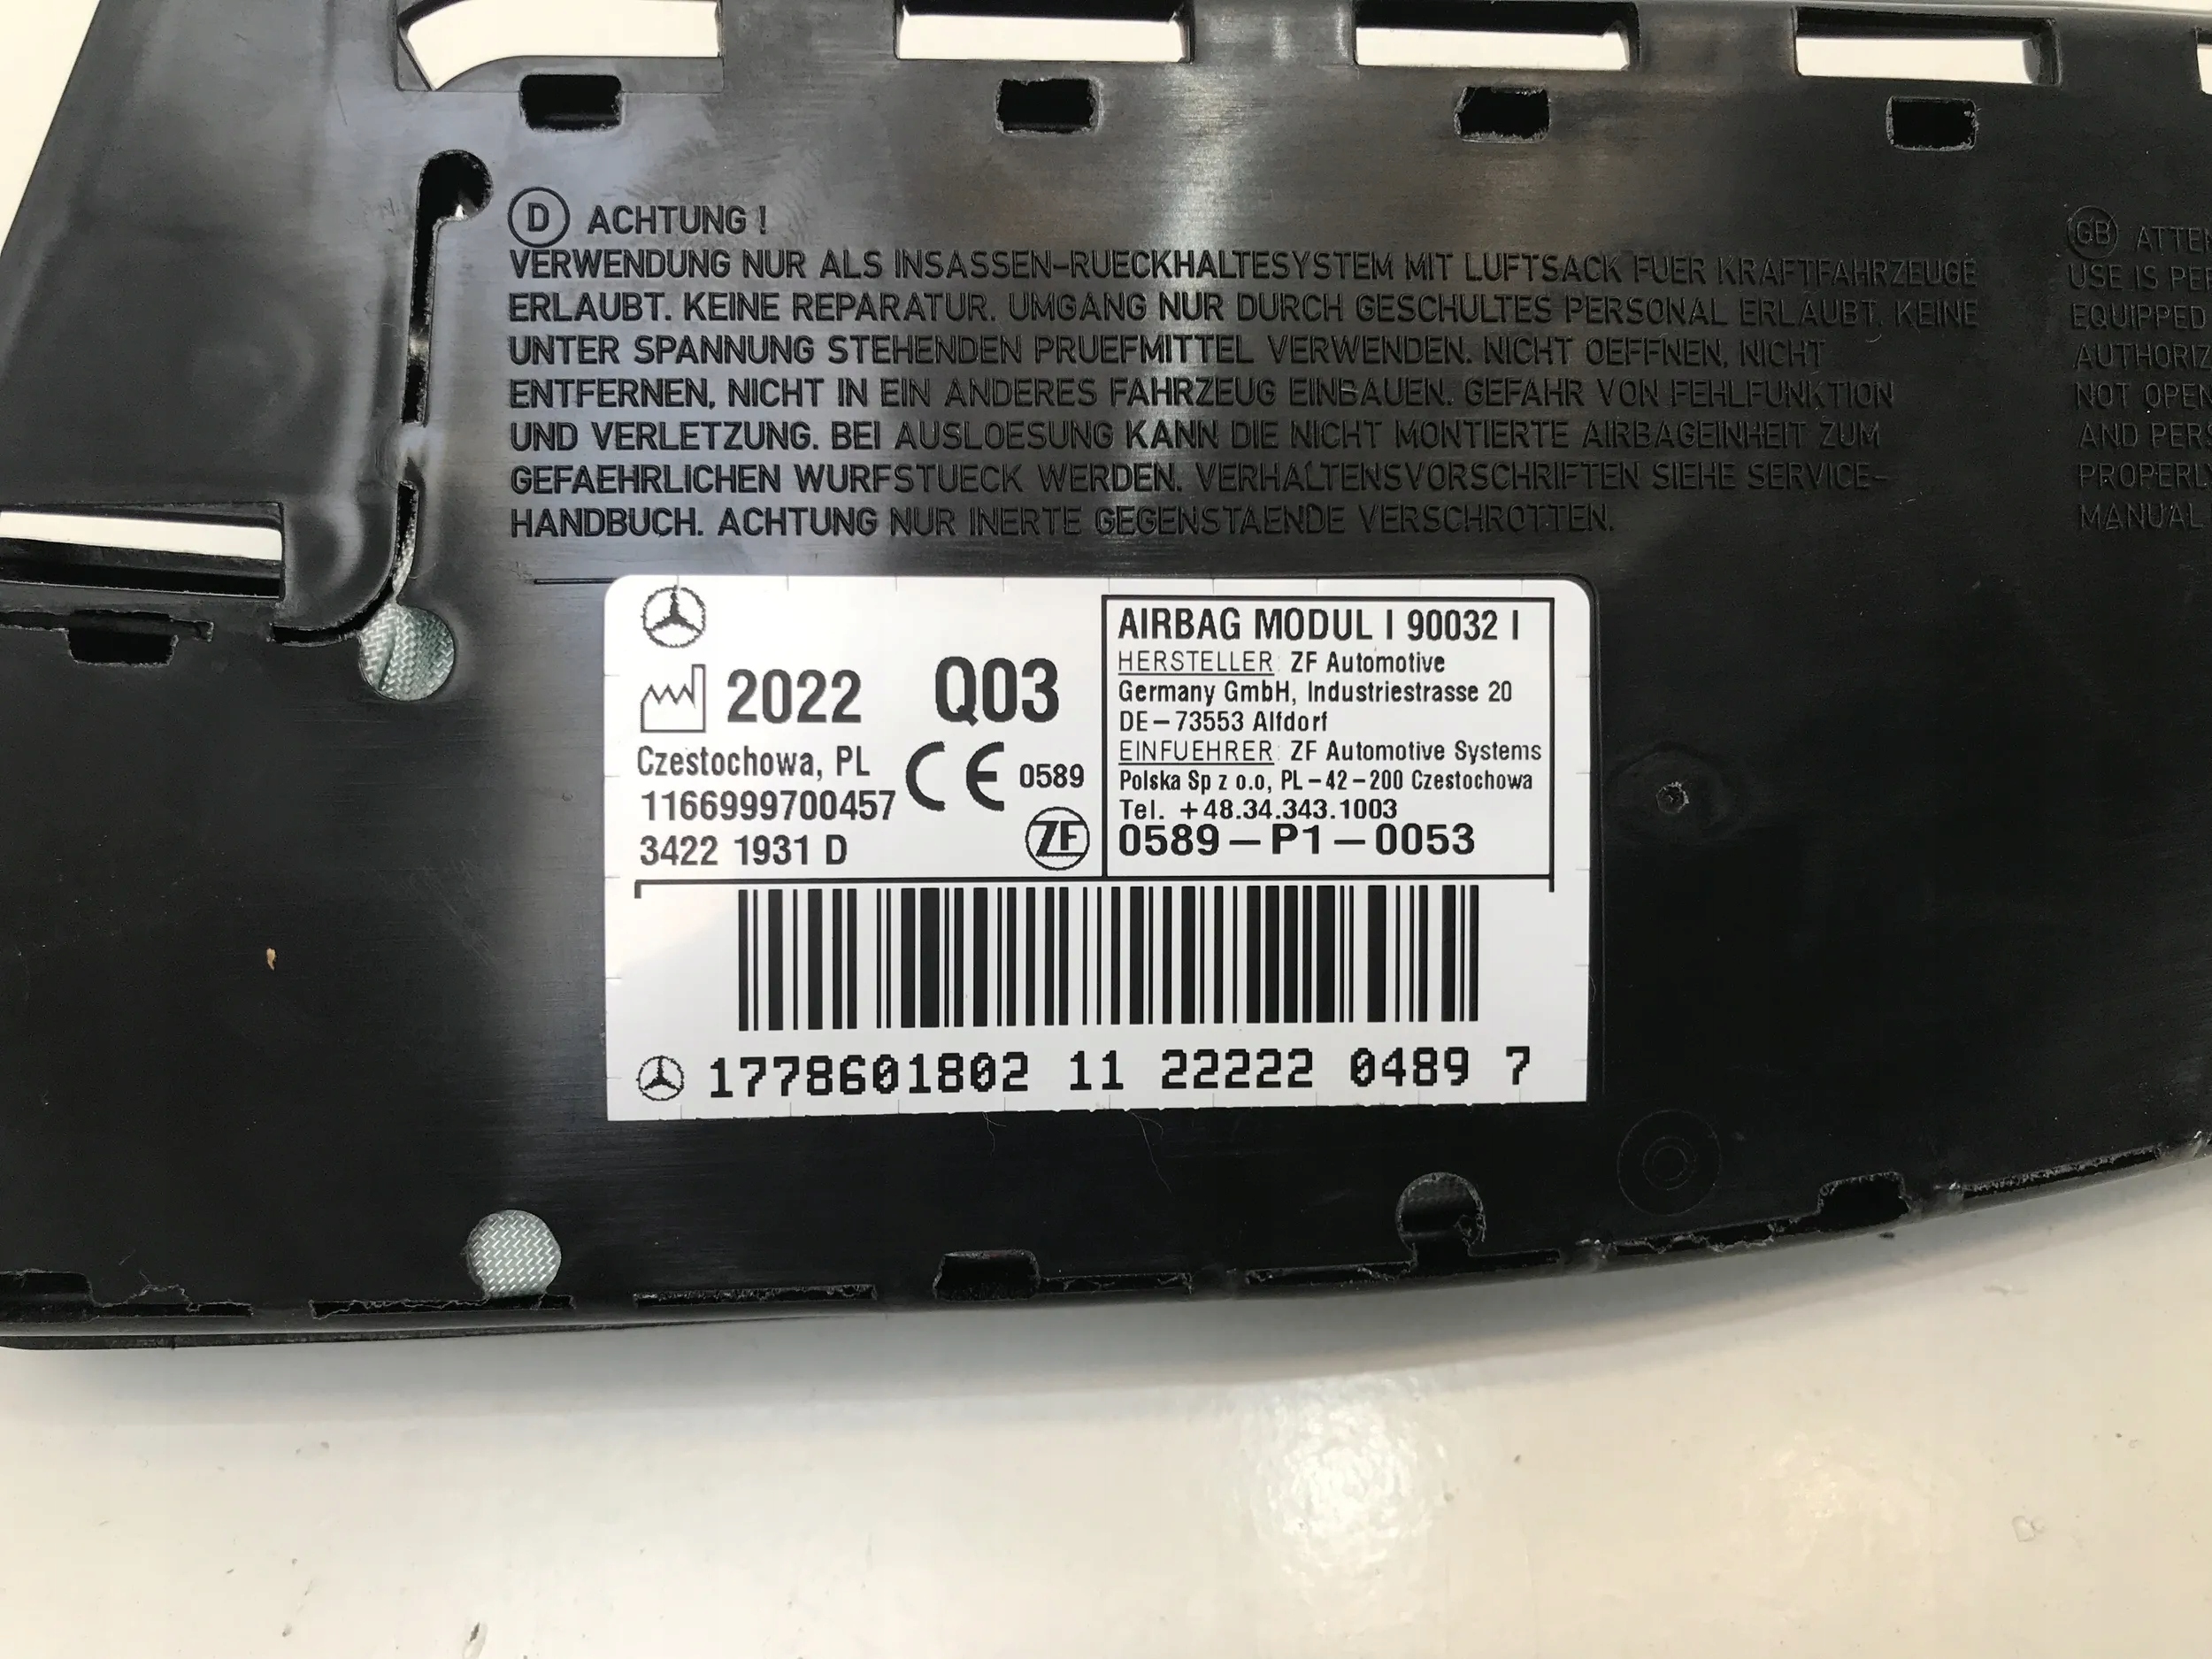 D ACHTUNG !
VERWENDUNG NUR ALS INSASSEN-RUECKHALTESYSTEM MIT LUFTSACK FUER KRAFTFAHRZEUGE
ERLAUBT. KEINE REPARATUR. UMGANG NUR DURCH GESCHULTES PERSONAL ERLAUBT. KEINE
UNTER SPANNUNG STEHENDEN PRUEFMITTEL VERWENDEN. NICHT OEFFNEN, NICHT
ENTFERNEN, NICHT IN EIN ANDERES FAHRZEUG EINBAUEN. GEFAHR VON FEHLFUNKTION
UND VERLETZUNG. BEI AUSLOESUNG KANN DIE NICHT MONTIERTE AIRBAGEINHEIT ZUM
GEFAEHRLICHEN WURFSTUECK WERDEN. VERHALTENSVORSCHRIFTEN SIEHE SERVICE-
HANDBUCH. ACHTUNG NUR INERTE GEGENSTAENDE VERSCHROTTEN.
GB
USE IS
EQUIPPED
NOT OPEN
AND
MANUAL
2022 Q03
Czestochowa, PL
1166999700457
3422 1931 D
CE 0589
ZF
AIRBAG MODUL I 90032 I
HERSTELLER: ZF Automotive
Germany GmbH, Industriestrasse 20
DE-73553 Alfdorf
EINFUEHRER: ZF Automotive Systems
Polska Sp z o.o, PL-42-200 Czestochowa
Tel. +48.34.343.1003
0589-P1-0053
1778601802 11 22222 0489 7